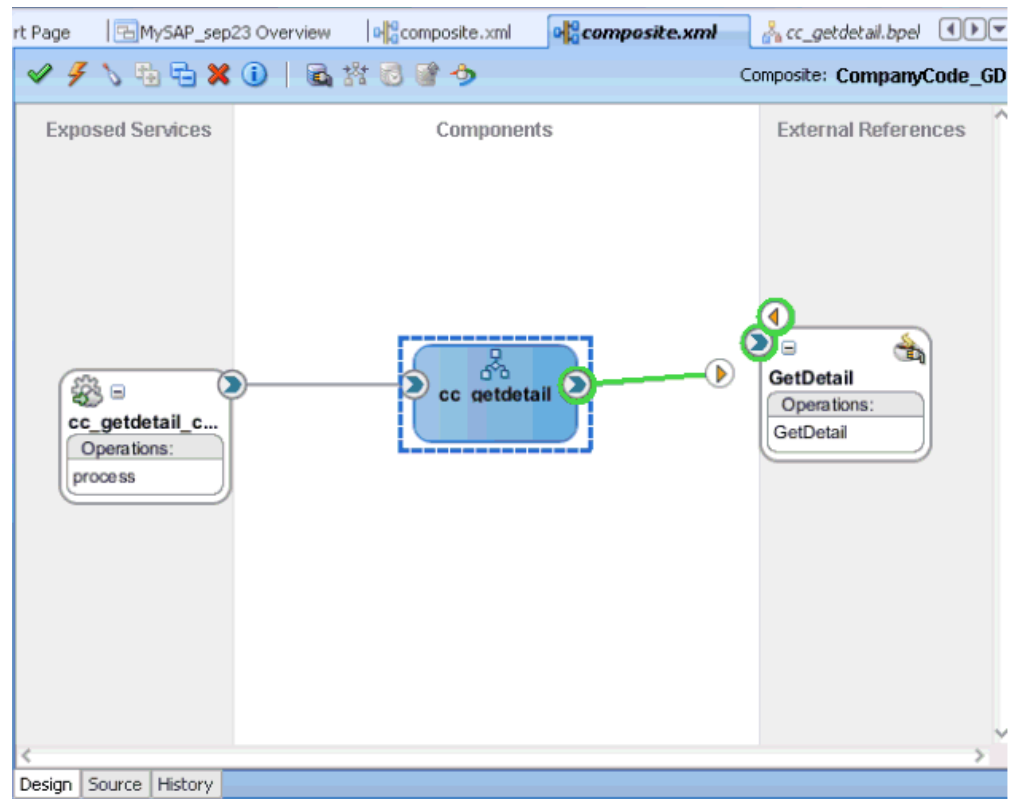 rt Page MySAP_sep23 Overview composite.xml composite.xml cc_getdetail.bpel
Composite: CompanyCode_GD
Exposed Services Components External References
cc_getdetail_c...
Operations:
process
cc_getdetail
GetDetail
Operations:
GetDetail
Design Source History